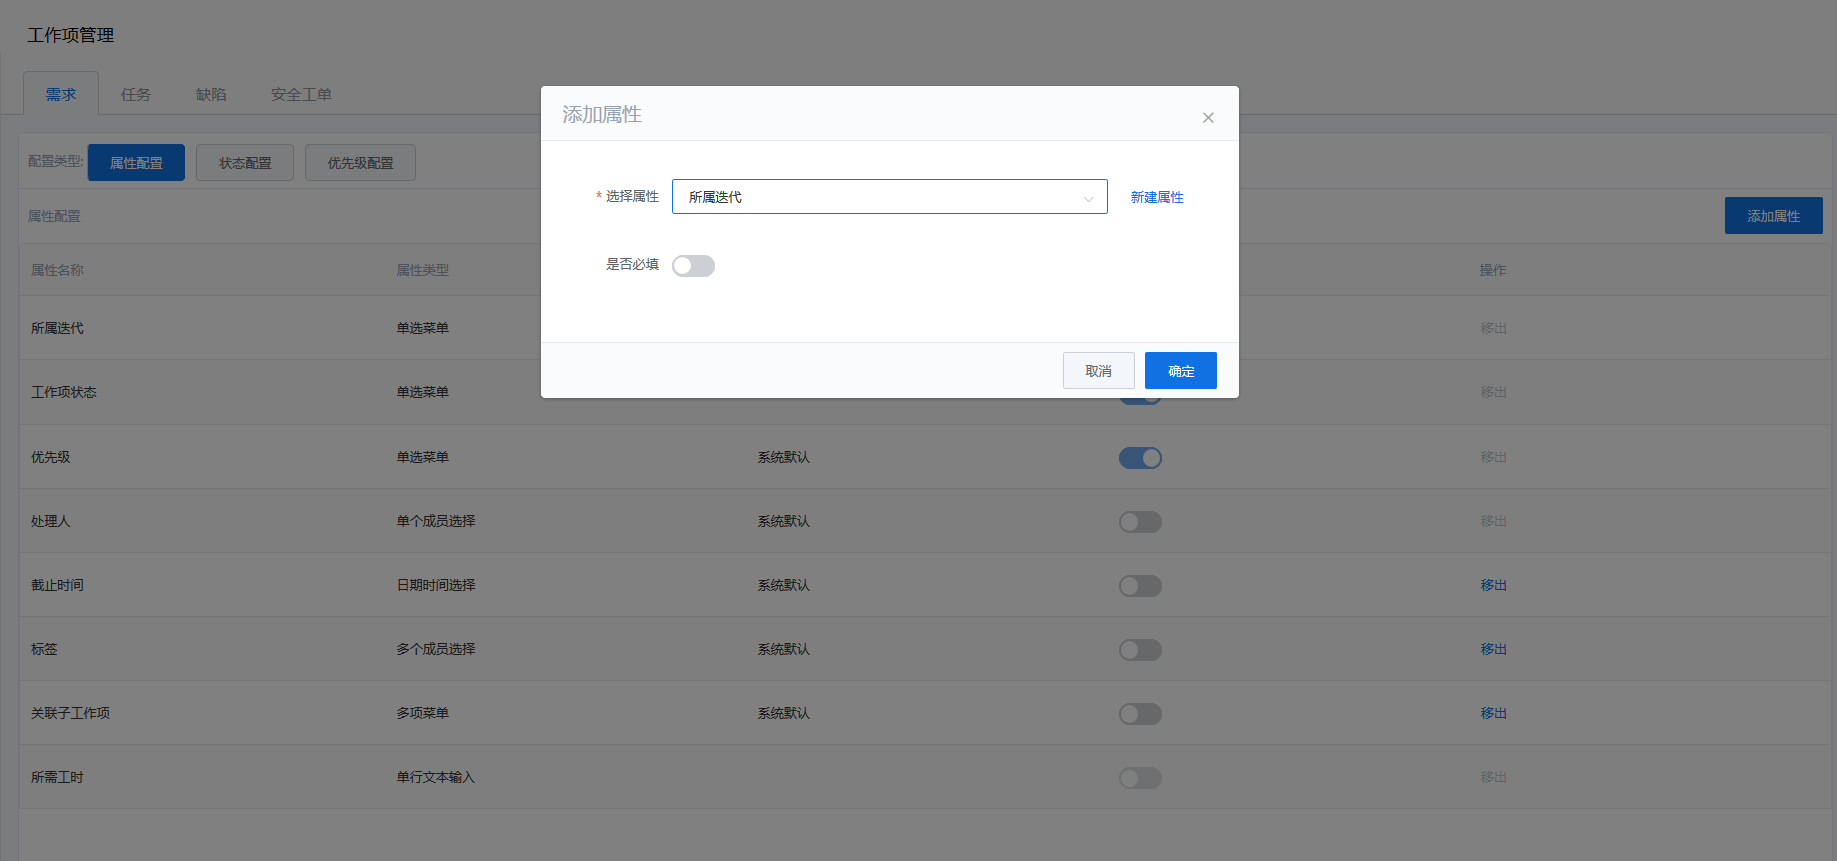 工作项管理
需求 任务 缺陷 安全工单
添加属性
配置类型: 属性配置 状态配置 优先级配置
* 选择属性 所属迭代 新建属性
属性配置 添加属性
是否必填
属性名称 属性类型 操作
所属迭代 单选菜单 移出
取消 确定
工作项状态 单选菜单 移出
优先级 单选菜单 系统默认 移出
处理人 单个成员选择 系统默认 移出
截止时间 日期时间选择 系统默认 移出
标签 多个成员选择 系统默认 移出
关联子工作项 多项菜单 系统默认 移出
所需工时 单行文本输入 移出